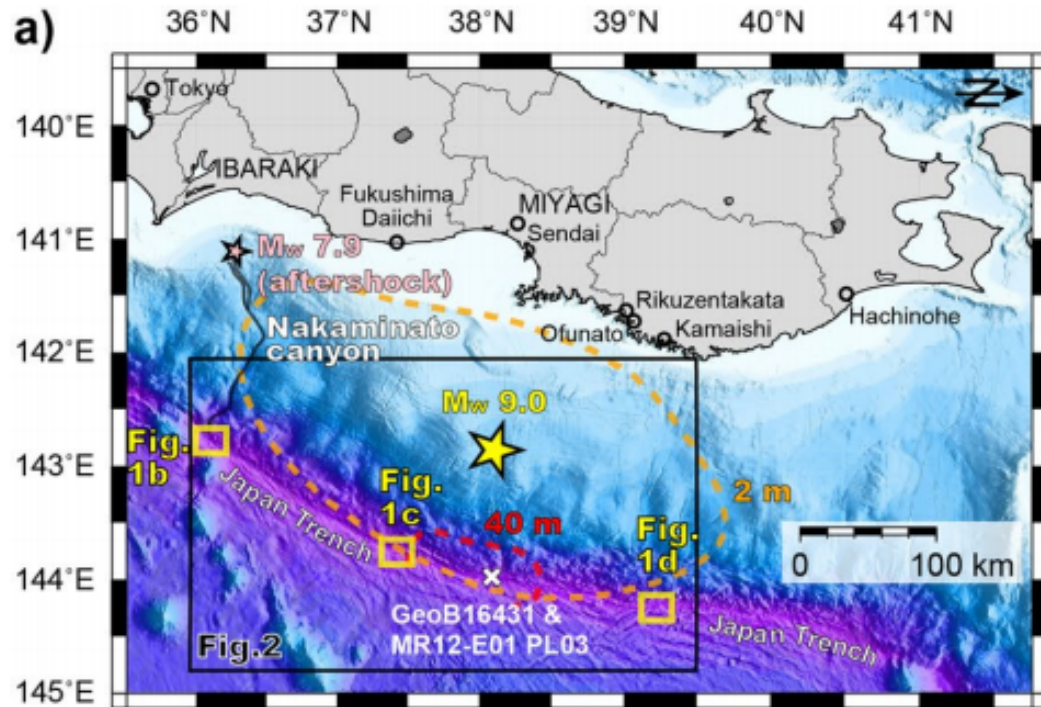 a)
36°N 37°N 38°N 39°N 40°N 41°N
140°E
141°E
142°E
143°E
144°E
145°E
N
Tokyo
IBARAKI
Fukushima
Daiichi
MIYAGI
Sendai
Mw 7.9
(aftershock)
Rikuzentakata
Ofunato
Kamaishi
Hachinohe
Nakaminato
canyon
Mw 9.0
Fig.
1b
Japan Trench
Fig.
1c
40 m
Fig.
1d
2 m
0 100 km
GeoB16431 &
MR12-E01 PL03
Japan Trench
Fig.2